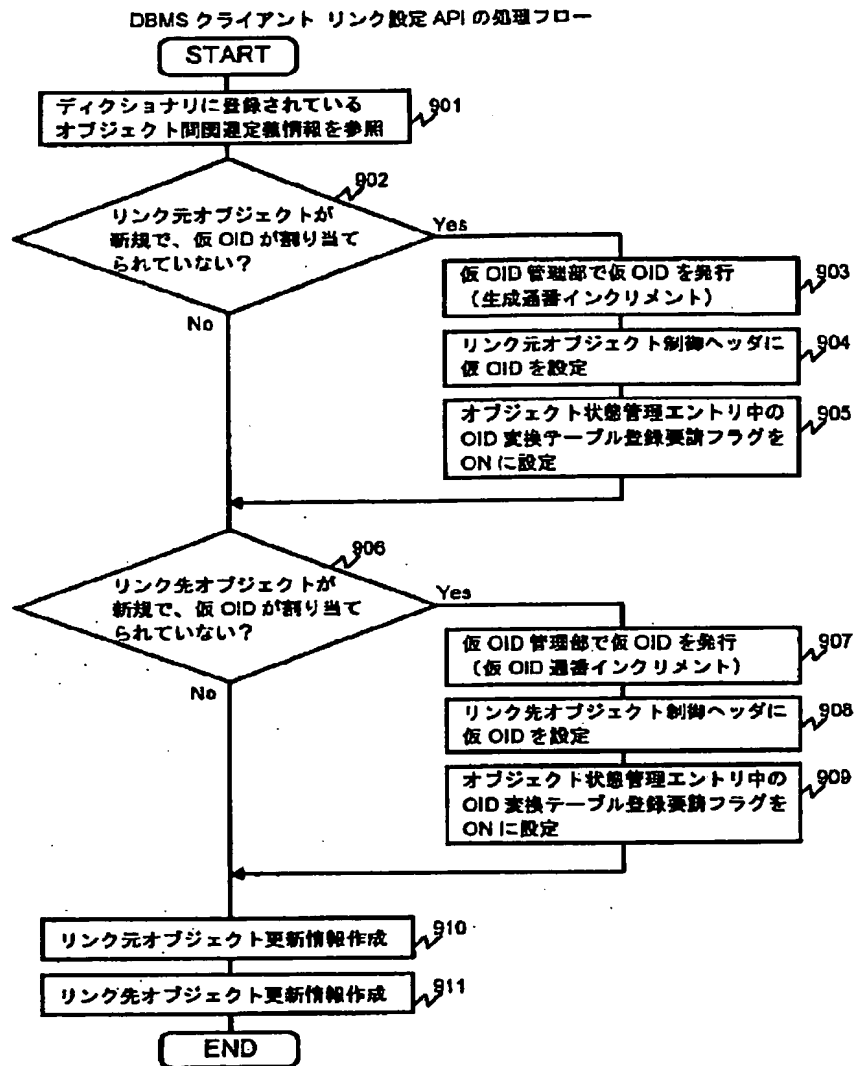 DBMS クライアント リンク設定 API の処理フロー
START
ディクショナリに登録されている
オブジェクト間関連定義情報を参照
901
902
リンク元オブジェクトが
新規で、仮 OID が割り当て
られていない?
Yes
No
仮 OID 管理部で仮 OID を発行
(生成通番インクリメント)
903
リンク元オブジェクト制御ヘッダに
仮 OID を設定
904
オブジェクト状態管理エントリ中の
OID 変換テーブル登録要請フラグを
ON に設定
905
906
リンク先オブジェクトが
新規で、仮 OID が割り当て
られていない?
Yes
No
仮 OID 管理部で仮 OID を発行
(仮 OID 通番インクリメント)
907
リンク先オブジェクト制御ヘッダに
仮 OID を設定
908
オブジェクト状態管理エントリ中の
OID 変換テーブル登録要請フラグを
ON に設定
909
リンク元オブジェクト更新情報作成
910
リンク先オブジェクト更新情報作成
911
END